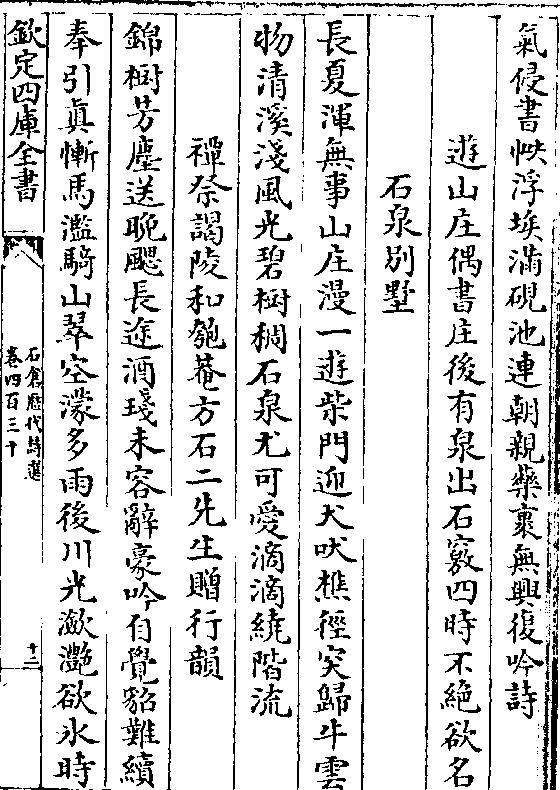 氣侵書帙浮埃滿硯池連朝親藥裹無興復吟詩
遊山庄偶書庄後有泉出石竅四時不絶欲名
石泉别墅
長夏渾無事山庄漫一遊柴門迎犬吠樵徑突歸牛雲
物清溪淺風光碧樹稠石泉尤可愛滴滴繞階流
禫祭謁陵和匏菴方石二先生贈行韻
錦樹芳塵送晩颸長途酒琖未容辭豪吟自覺貂難續
奉引真慚馬濫騎山翠空濛多雨後川光瀲灧欲氷時
欽定四庫全書
石倉歷代詩選
卷四百三十
十二